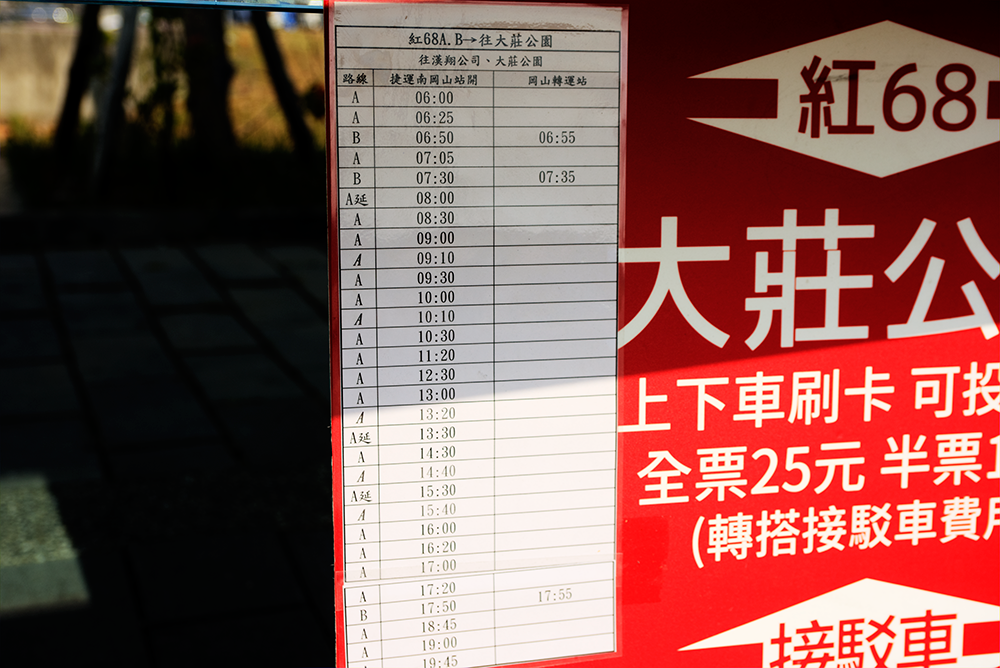 紅68A.B→往大莊公園
往漢翔公司、大莊公園
路線 捷運南岡山站開 岡山轉運站
A 06:00
A 06:25
B 06:50 06:55
A 07:05
B 07:30 07:35
A延 08:00
A 08:30
A 09:00
A 09:10
A 09:30
A 10:00
A 10:10
A 10:30
A 11:20
A 12:30
A 13:00
A 13:20
A延 13:30
A 14:30
A 14:40
A延 15:30
A 15:40
A 16:00
A 16:20
A 17:00
A 17:20
B 17:50 17:55
A 18:45
A 19:00
A 19:45
紅68
大莊公
上下車刷卡 可投
全票25元 半票1
(轉搭接駁車費用
接駁車